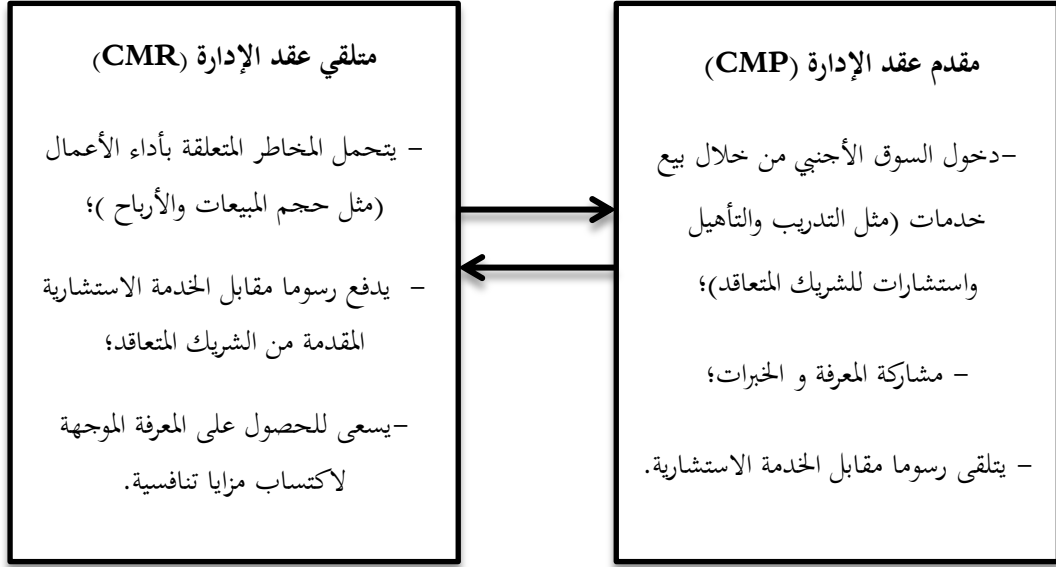 مقدم عقد الإدارة (CMP)
-دخول السوق الأجنبي من خلال بيع
خدمات (مثل التدريب والتأهيل
واستشارات للشريك المتعاقد)؛
- مشاركة المعرفة و الخبرات؛
- يتلقى رسوما مقابل الخدمة الاستشارية.
متلقي عقد الإدارة (CMR)
- يتحمل المخاطر المتعلقة بأداء الأعمال
(مثل حجم المبيعات والأرباح )؛
- يدفع رسوما مقابل الخدمة الاستشارية
المقدمة من الشريك المتعاقد؛
-يسعى للحصول على المعرفة الموجهة
لاكتساب مزايا تنافسية.